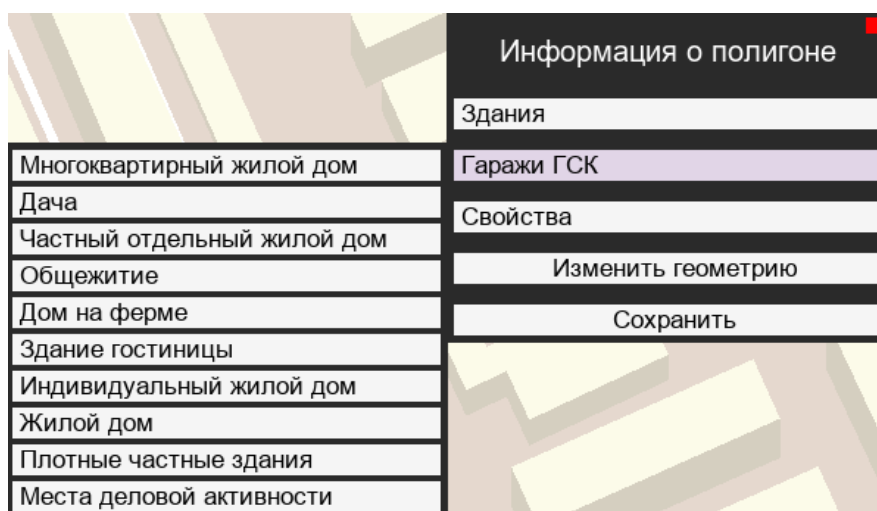 Информация о полигоне
Здания
Гаражи ГСК
Свойства
Изменить геометрию
Сохранить
Многоквартирный жилой дом
Дача
Частный отдельный жилой дом
Общежитие
Дом на ферме
Здание гостиницы
Индивидуальный жилой дом
Жилой дом
Плотные частные здания
Места деловой активности